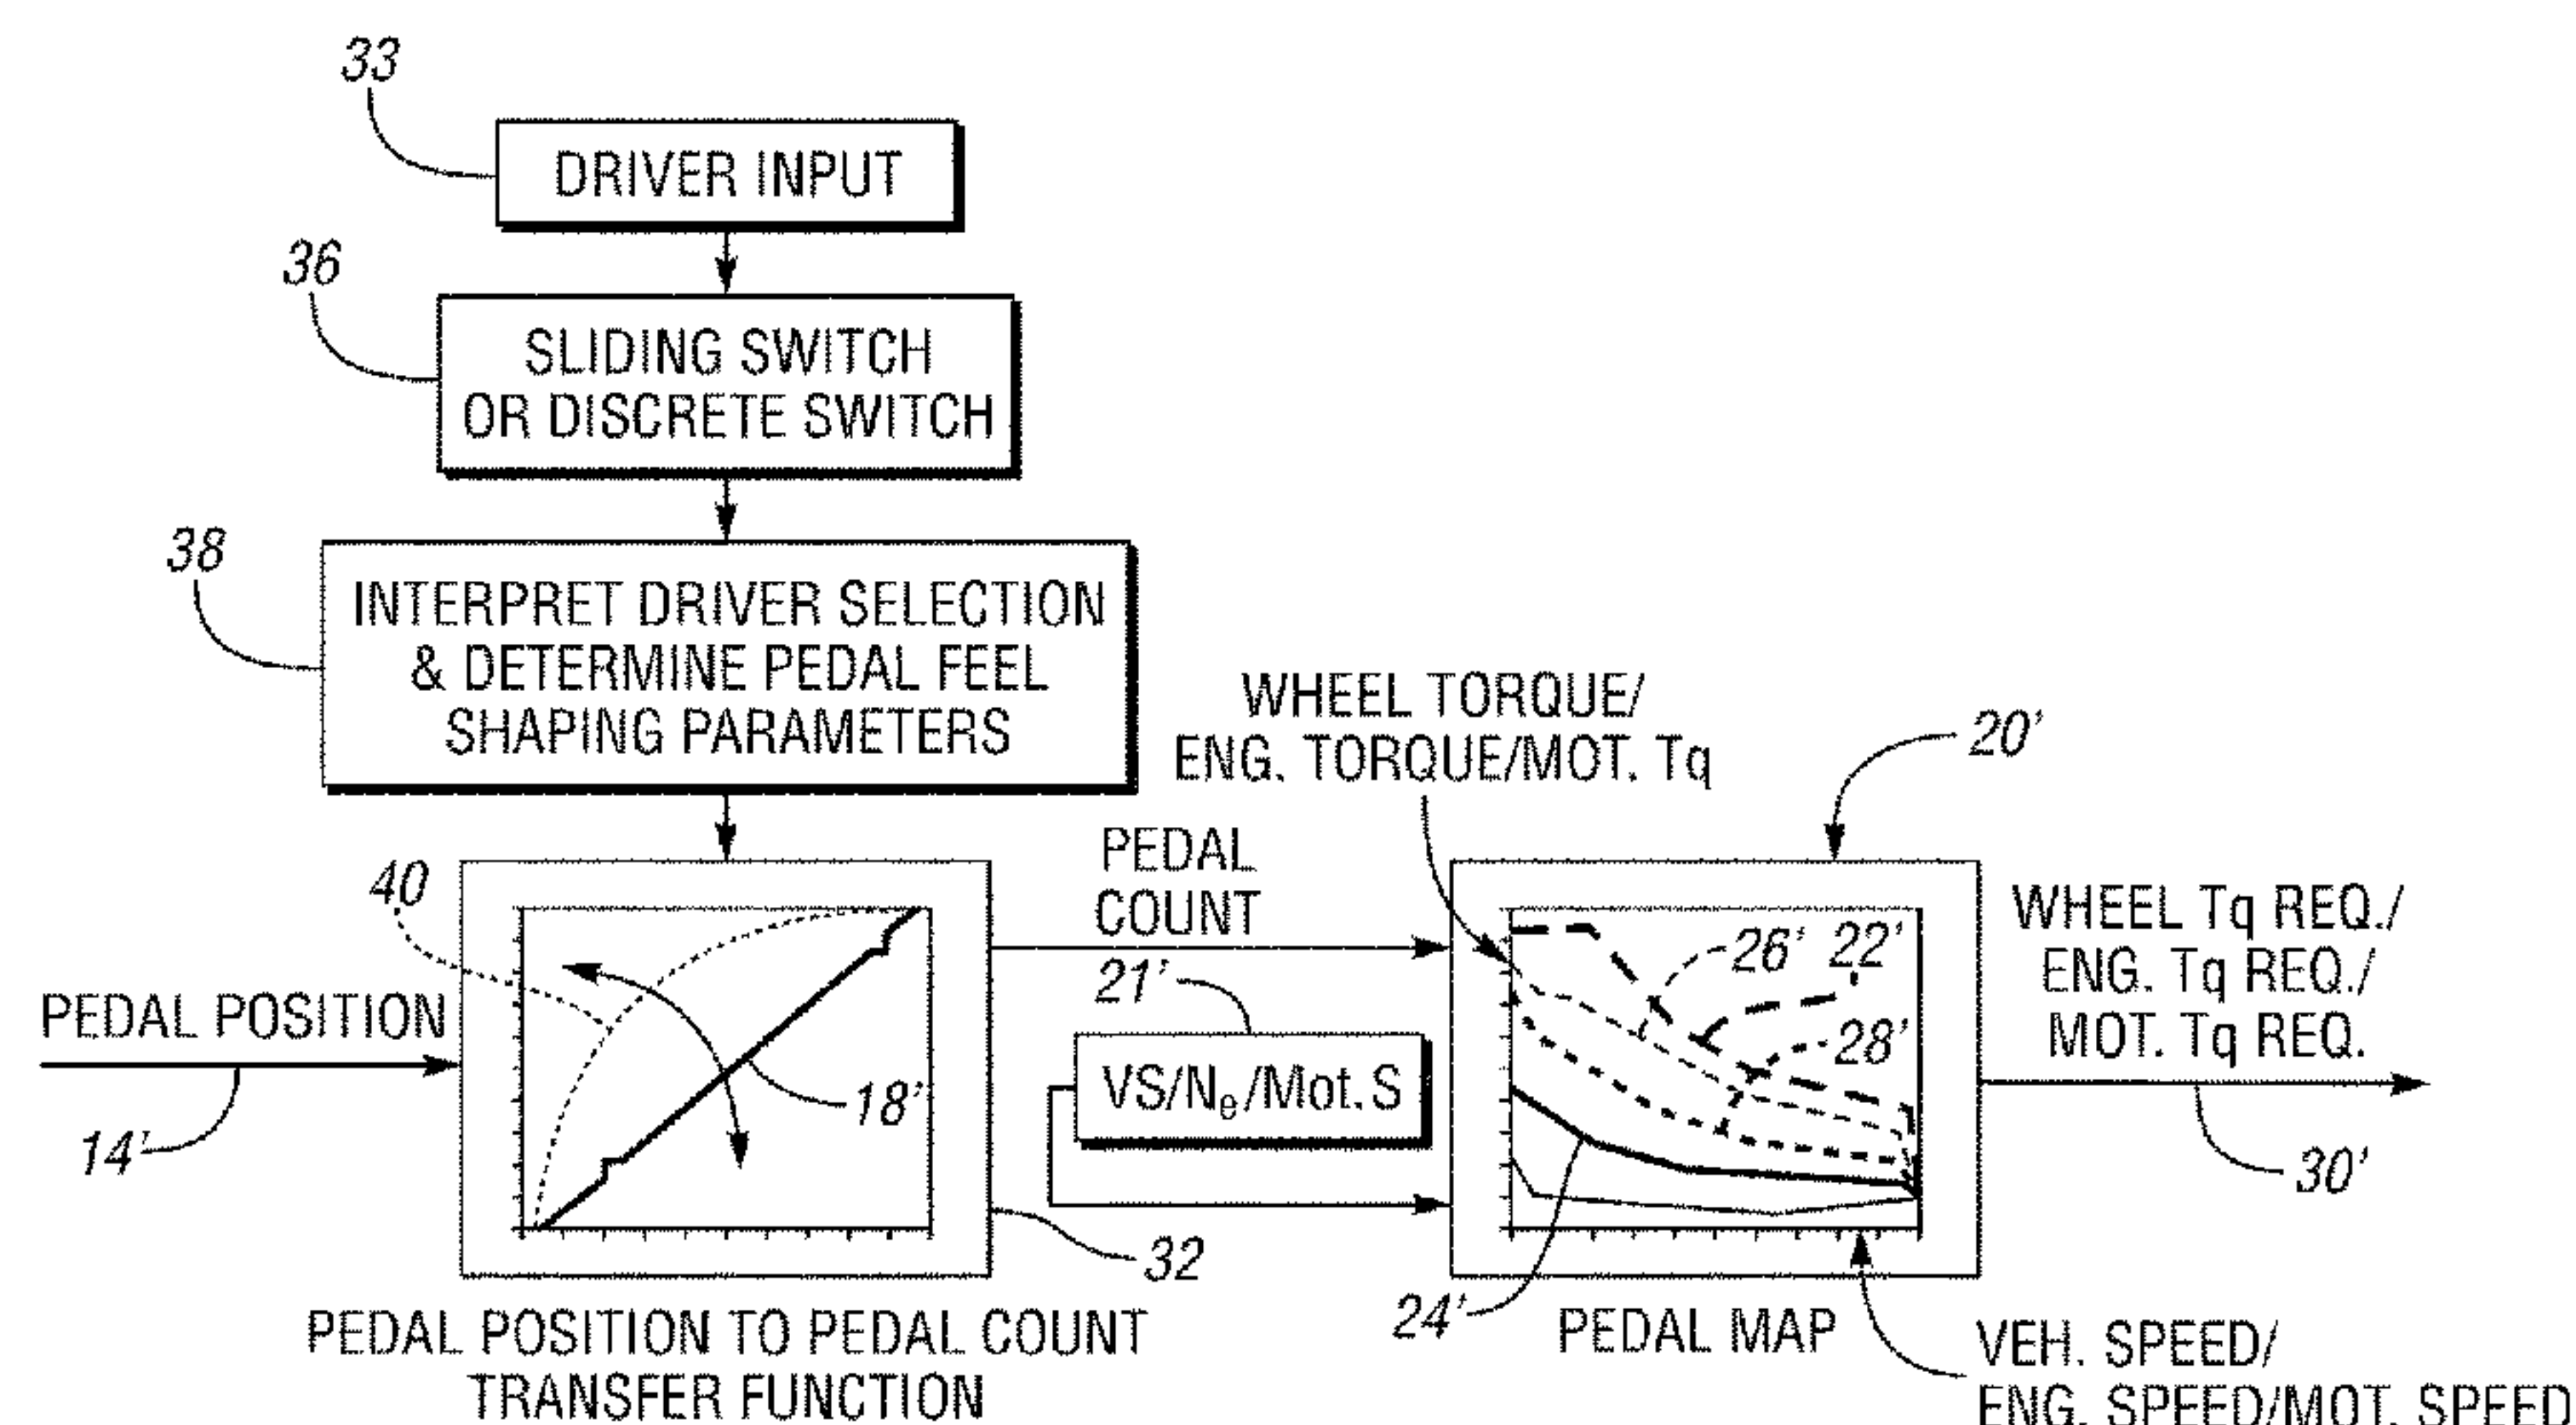 33
DRIVER INPUT
36
SLIDING SWITCH
OR DISCRETE SWITCH
38
INTERPRET DRIVER SELECTION
& DETERMINE PEDAL FEEL
SHAPING PARAMETERS
WHEEL TORQUE/
ENG. TORQUE/MOT. Tq
20'
PEDAL
COUNT
40
PEDAL POSITION
14'
18'
32
PEDAL POSITION TO PEDAL COUNT
TRANSFER FUNCTION
21'
VS/Ne/Mot. S
26' 22'
28'
24'
PEDAL MAP
WHEEL Tq REQ./
ENG. Tq REQ./
MOT. Tq REQ.
30'
VEH. SPEED/
ENG. SPEED/MOT. SPEED